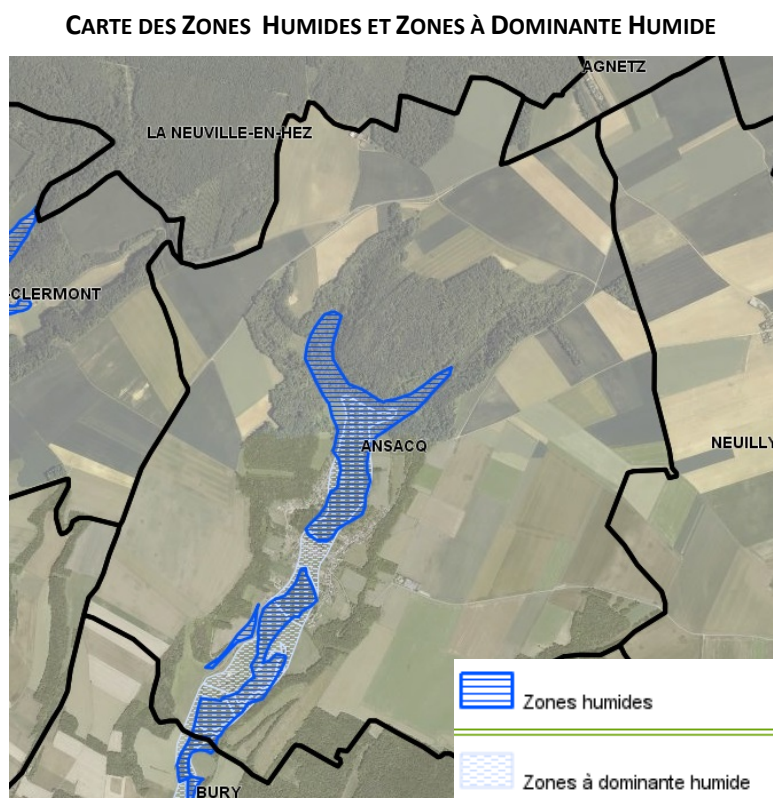 CARTE DES ZONES HUMIDES ET ZONES À DOMINANTE HUMIDE
AGNETZ
LA NEUVILLE-EN-HEZ
CLERMONT
ANSACQ
NEUILLY
Zones humides
Zones à dominante humide
BURY